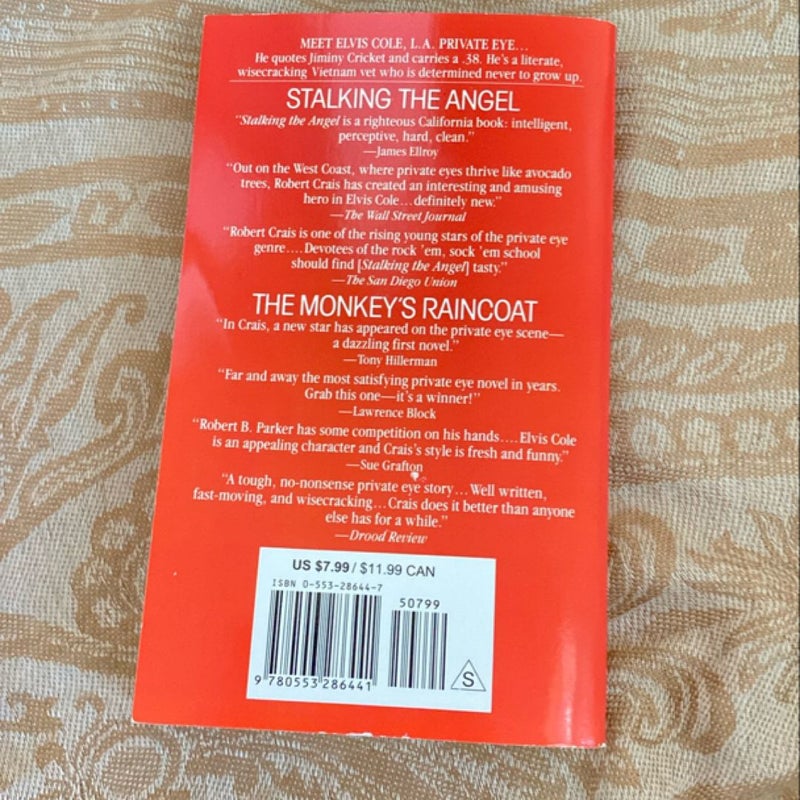 MEET ELVIS COLE, L.A. PRIVATE EYE...
He quotes Jiminy Cricket and carries a .38. He's a literate,
wisecracking Vietnam vet who is determined never to grow up.
STALKING THE ANGEL
"Stalking the Angel is a righteous California book: intelligent,
perceptive, hard, clean."
—James Ellroy
"Out on the West Coast, where private eyes thrive like avocado
trees, Robert Crais has created an interesting and amusing
hero in Elvis Cole...definitely new."
—The Wall Street Journal
"Robert Crais is one of the rising young stars of the private eye
genre....Devotees of the rock 'em, sock 'em school
should find [Stalking the Angel] tasty."
—The San Diego Union
THE MONKEY'S RAINCOAT
"In Crais, a new star has appeared on the private eye scene—
a dazzling first novel."
—Tony Hillerman
"Far and away the most satisfying private eye novel in years.
Grab this one—it's a winner!"
—Lawrence Block
"Robert B. Parker has some competition on his hands....Elvis Cole
is an appealing character and Crais's style is fresh and funny."
—Sue Grafton
"A tough, no-nonsense private eye story...Well written,
fast-moving, and wisecracking...Crais does it better than anyone
else has for a while."
—Drood Review
US $7.99 / $11.99 CAN
ISBN 0-553-28644-7
50799
9 780553 286441
S